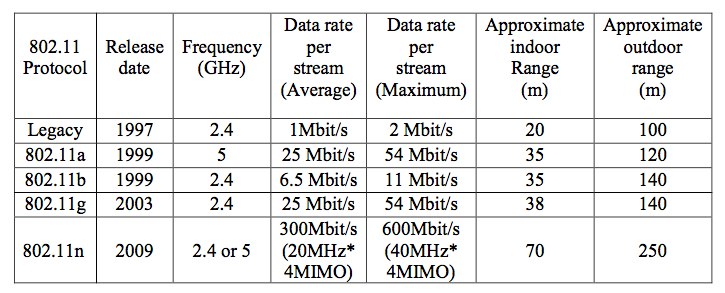 802.11 Protocol | Release date | Frequency (GHz) | Data rate per stream (Average) | Data rate per stream (Maximum) | Approximate indoor Range (m) | Approximate outdoor range (m)
Legacy | 1997 | 2.4 | 1Mbit/s | 2 Mbit/s | 20 | 100
802.11a | 1999 | 5 | 25 Mbit/s | 54 Mbit/s | 35 | 120
802.11b | 1999 | 2.4 | 6.5 Mbit/s | 11 Mbit/s | 35 | 140
802.11g | 2003 | 2.4 | 25 Mbit/s | 54 Mbit/s | 38 | 140
802.11n | 2009 | 2.4 or 5 | 300Mbit/s (20MHz* 4MIMO) | 600Mbit/s (40MHz* 4MIMO) | 70 | 250